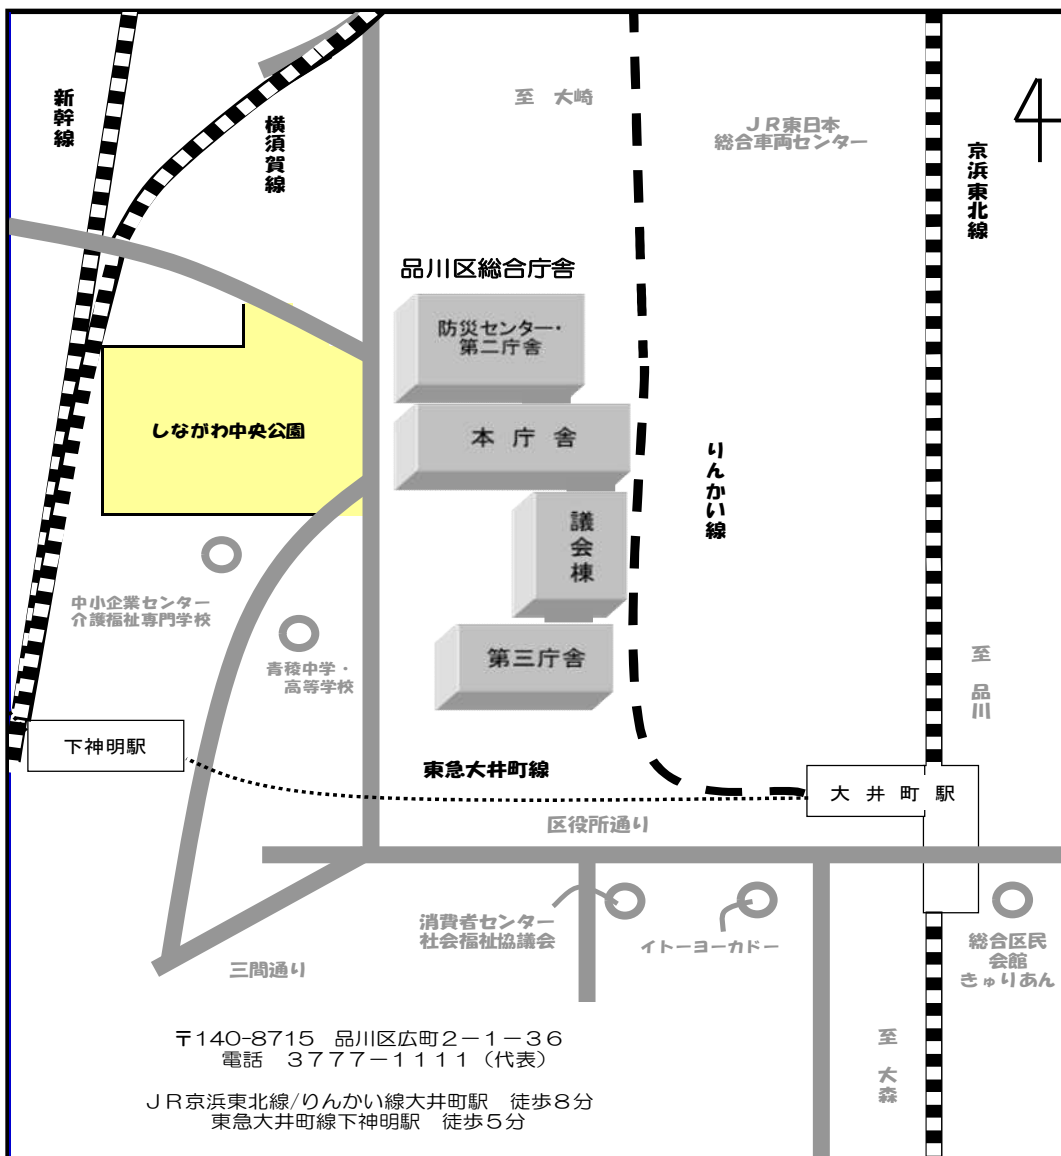 新幹線
横須賀線
至 大崎
ＪＲ東日本
総合車両センター
京浜東北線
品川区総合庁舎
防災センター・
第二庁舎
本庁舎
しながわ中央公園
りんかい線
議会棟
中小企業センター
介護福祉専門学校
青稜中学・
高等学校
第三庁舎
至 品川
下神明駅
東急大井町線
大井町駅
区役所通り
消費者センター
社会福祉協議会
イトーヨーカドー
総合区民
会館
きゅりあん
三間通り
至 大森
〒140-8715 品川区広町２－１－３６
電話 ３７７７－１１１１（代表）
ＪＲ京浜東北線/りんかい線大井町駅 徒歩８分
東急大井町線下神明駅 徒歩５分